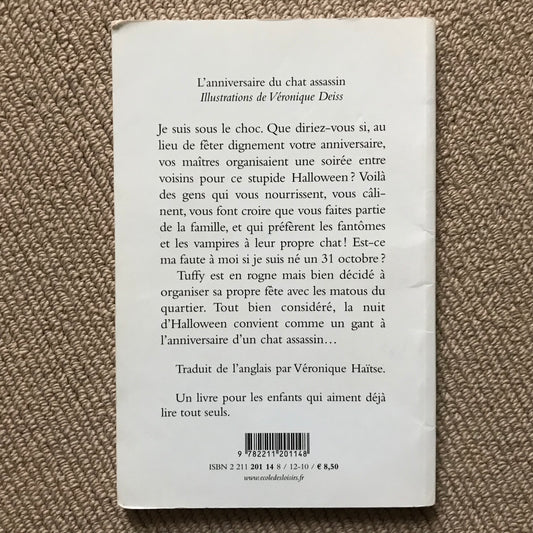 L'anniversaire du chat assassin
Illustrations de Véronique Deiss
Je suis sous le choc. Que diriez-vous si, au
lieu de fêter dignement votre anniversaire,
vos maîtres organisaient une soirée entre
voisins pour ce stupide Halloween ? Voilà
des gens qui vous nourrissent, vous câli-
nent, vous font croire que vous faites partie
de la famille, et qui préfèrent les fantômes
et les vampires à leur propre chat ! Est-ce
ma faute à moi si je suis né un 31 octobre ?
Tuffy est en rogne mais bien décidé à
organiser sa propre fête avec les matous du
quartier. Tout bien considéré, la nuit
d'Halloween convient comme un gant à
l'anniversaire d'un chat assassin…
Traduit de l'anglais par Véronique Haïtse.
Un livre pour les enfants qui aiment déjà
lire tout seuls.
9 782211 201148
ISBN 2 211 201 14 8 / 12-10 / € 8,50
www.ecoledesloisirs.fr